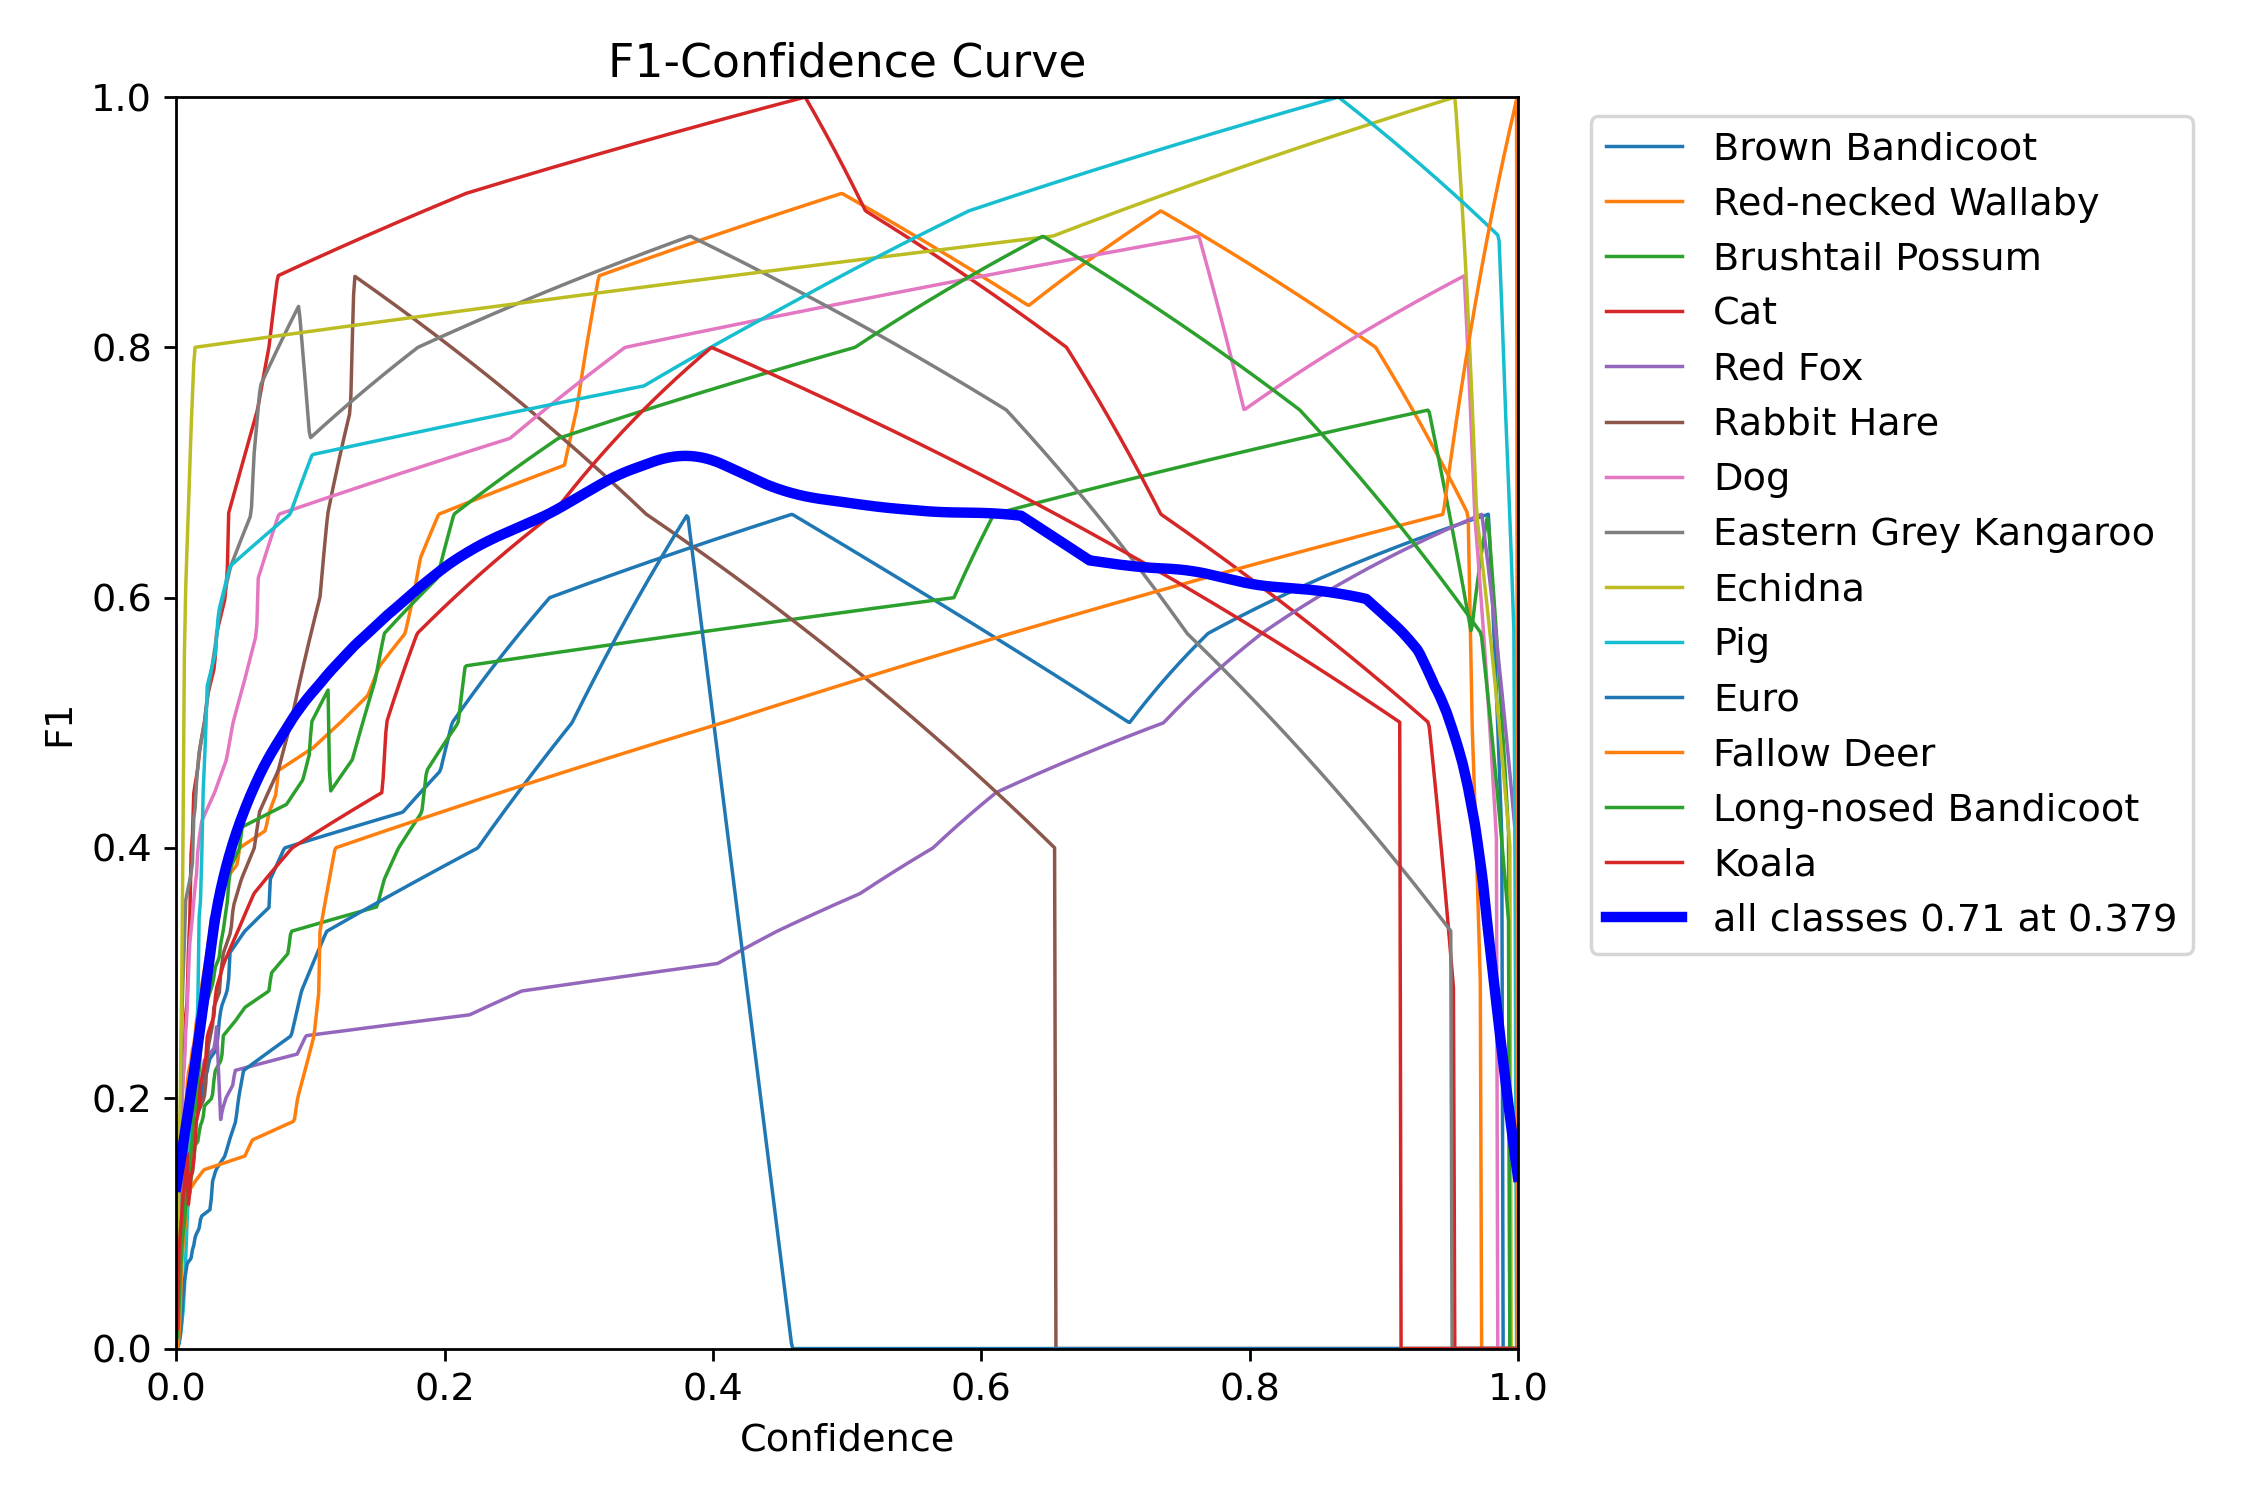 F1-Confidence Curve
1.0
0.8
0.6
0.4
0.2
0.0
F1
0.0 0.2 0.4 0.6 0.8 1.0
Confidence
Brown Bandicoot
Red-necked Wallaby
Brushtail Possum
Cat
Red Fox
Rabbit Hare
Dog
Eastern Grey Kangaroo
Echidna
Pig
Euro
Fallow Deer
Long-nosed Bandicoot
Koala
all classes 0.71 at 0.379